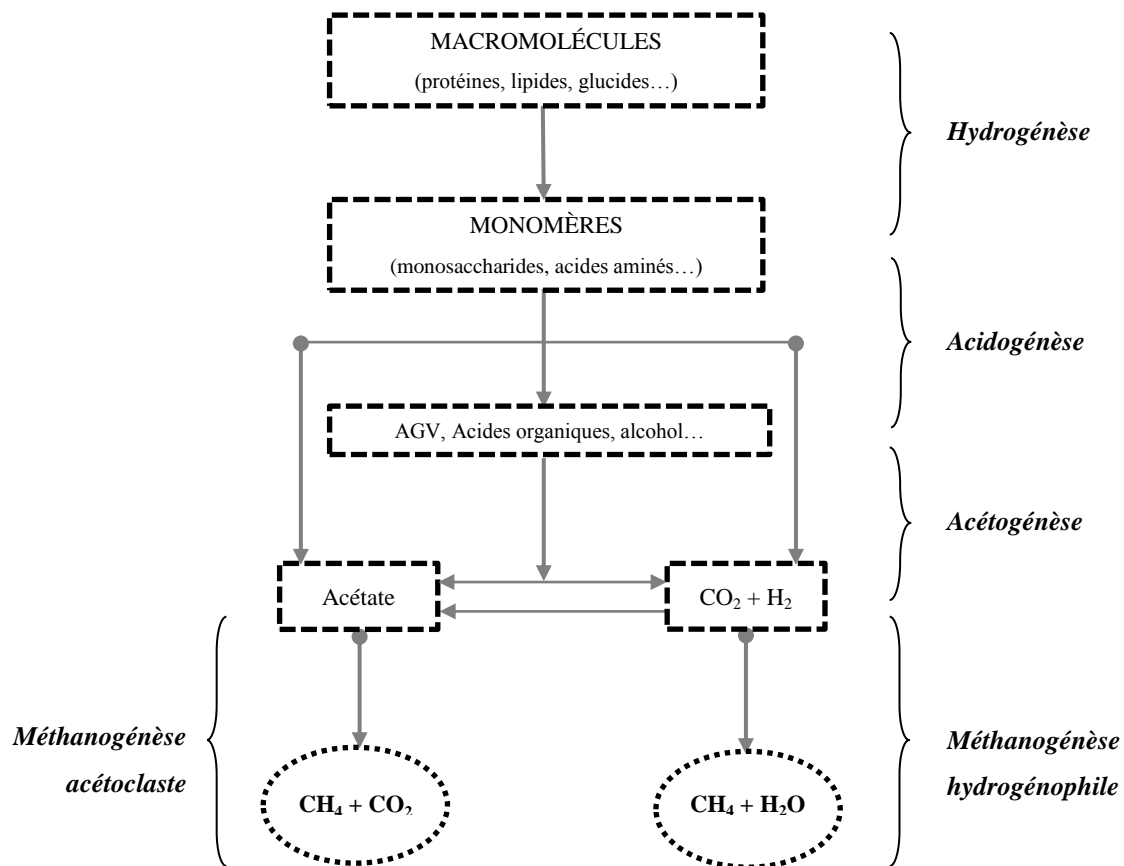 MACROMOLÉCULES
(protéines, lipides, glucides…)
Hydrogénèse
MONOMÈRES
(monosaccharides, acides aminés…)
Acidogénèse
AGV, Acides organiques, alcohol…
Acétogénèse
Acétate
CO₂ + H₂
Méthanogénèse
acétoclaste
Méthanogénèse
hydrogénophile
CH₄ + CO₂
CH₄ + H₂O